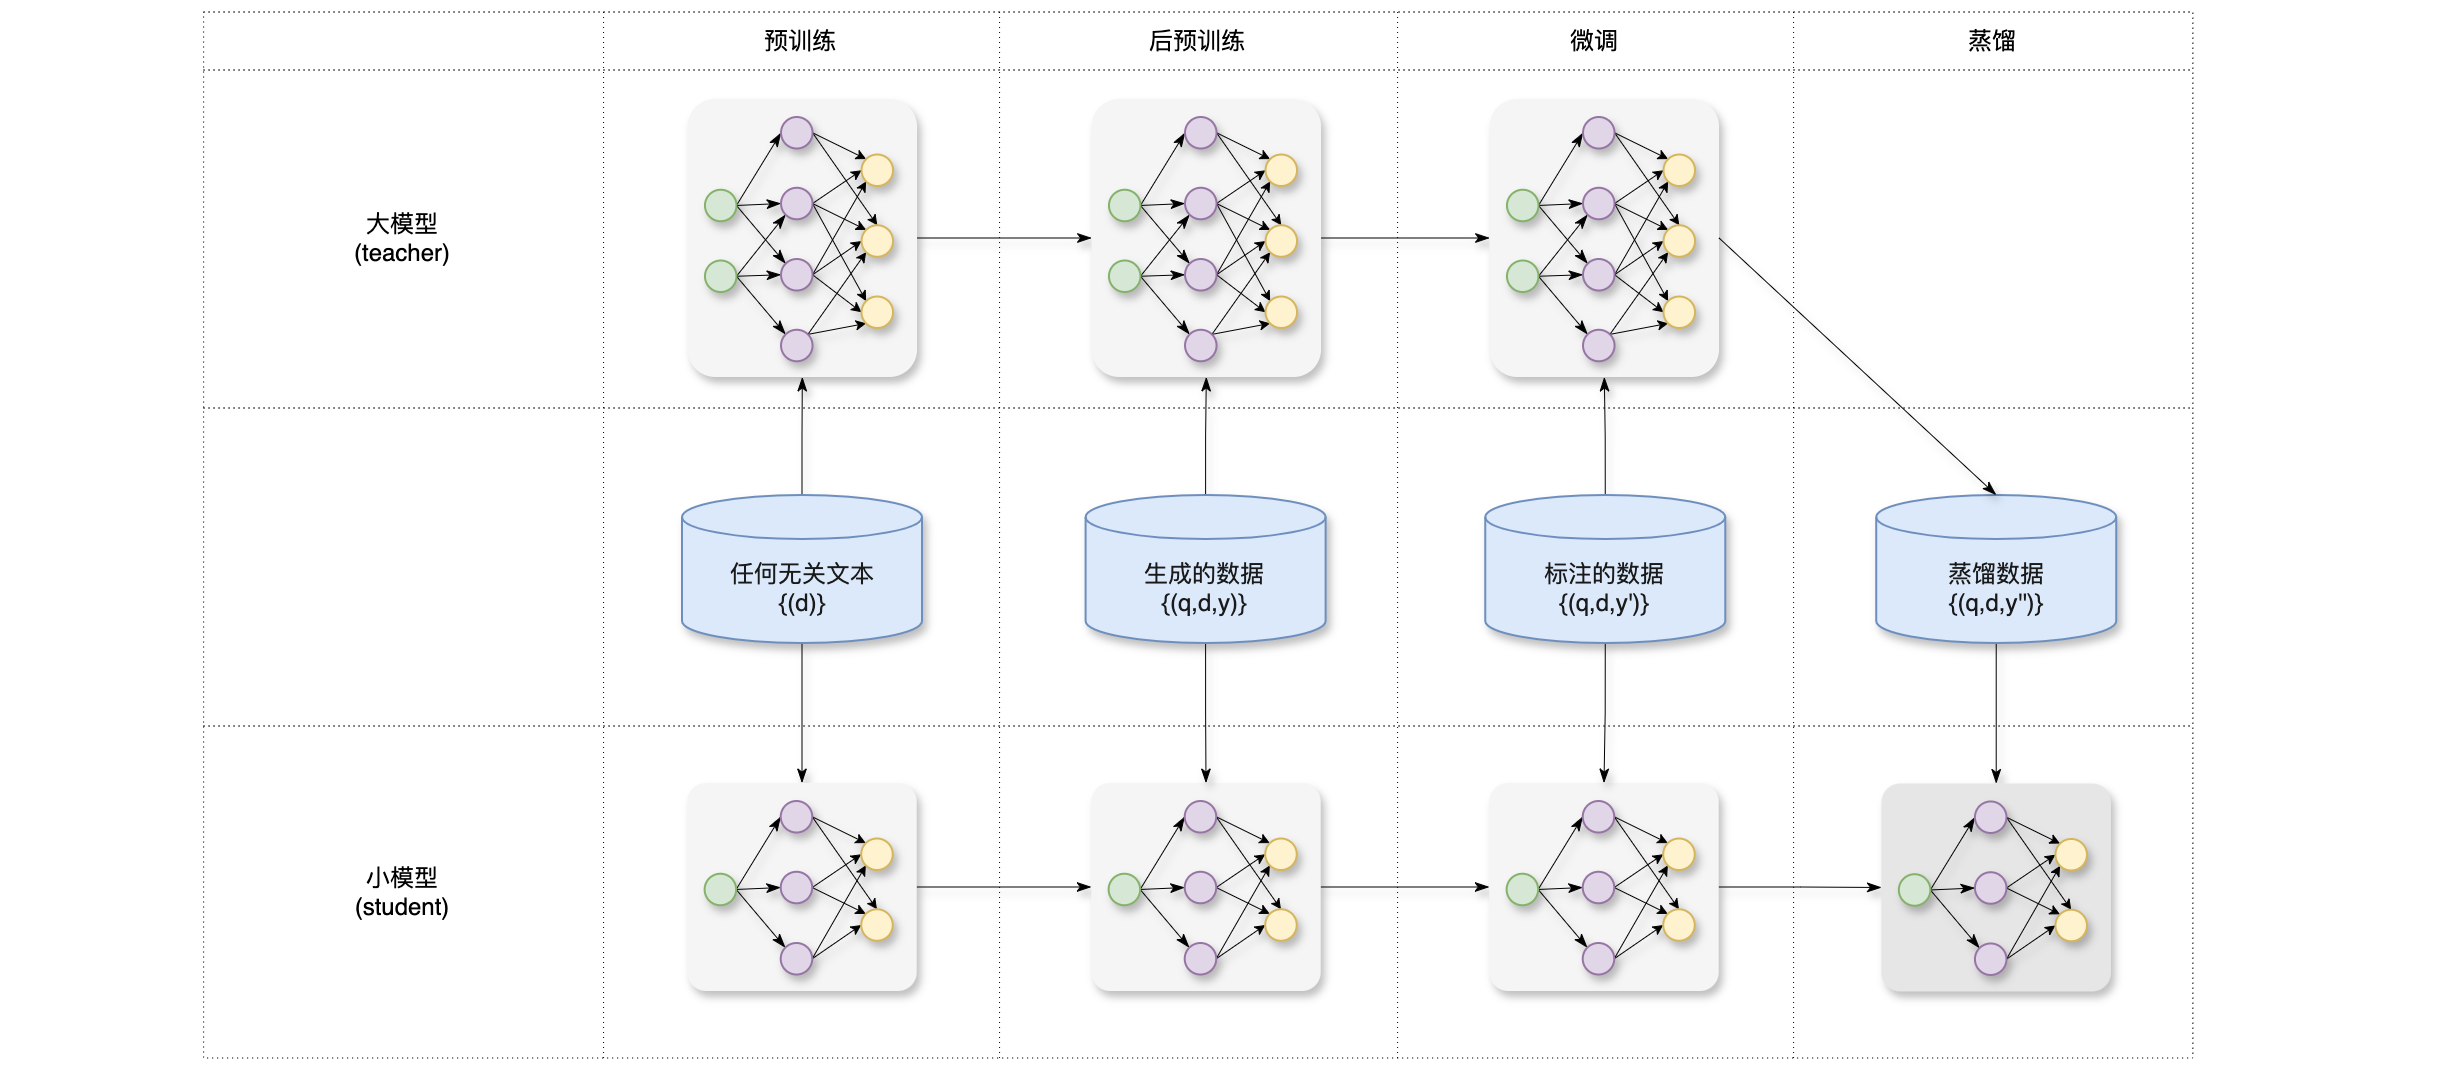 预训练
后预训练
微调
蒸馏
大模型
(teacher)
任何无关文本
{(d)}
生成的数据
{(q,d,y)}
标注的数据
{(q,d,y')}
蒸馏数据
{(q,d,y")}
小模型
(student)